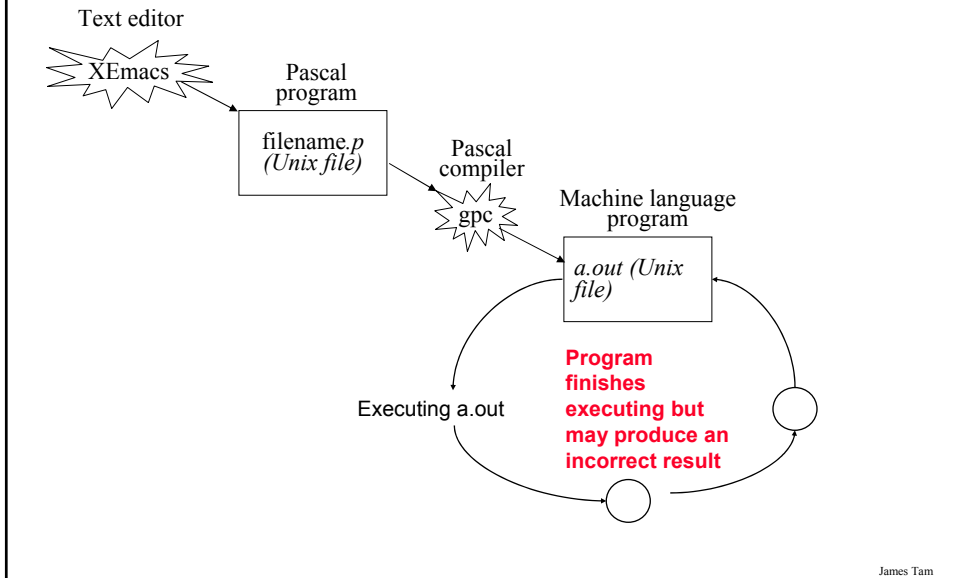 Text editor
XEmacs
Pascal
program
filename.p
(Unix file)
Pascal
compiler
gpc
Machine language
program
a.out (Unix
file)
Executing a.out
Program
finishes
executing but
may produce an
incorrect result
James Tam